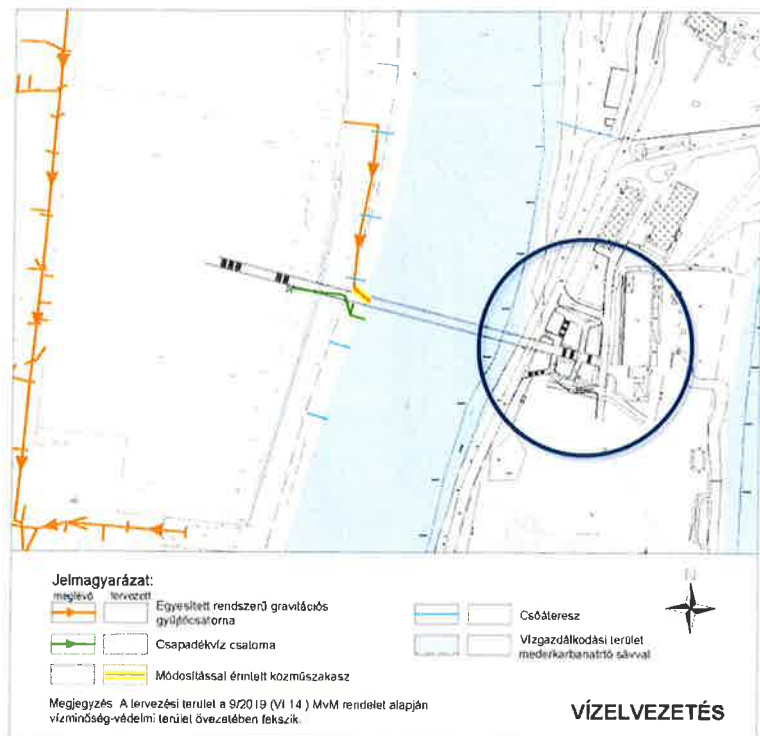 Jelmagyarázat:
meglévő tervezett
Egyesített rendszerű gravitációs
gyűjtőcsatorna
Csapadékvíz csatorna
Módosítással érintett közműszakasz
Csőáteresz
Vízgazdálkodási terület
mederkarbantrtó sávval
N
Megjegyzés A tervezési terület a 9/2019 (VI 14 ) MvM rendelet alapján
vízminőség-védelmi terület övezetében fekszik.
VÍZELVEZETÉS